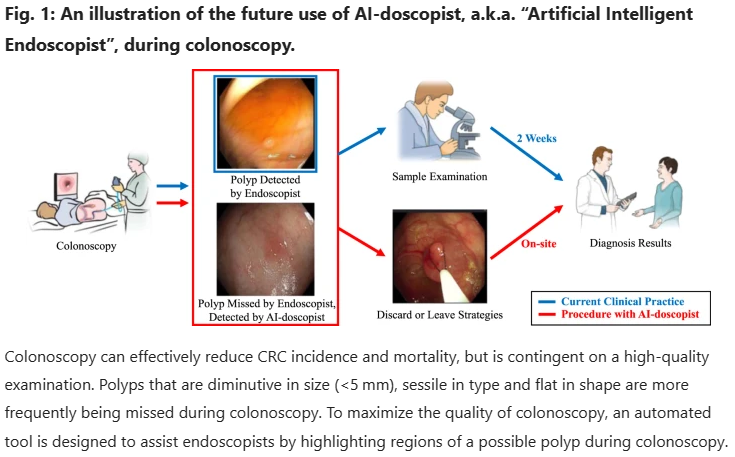 Fig. 1: An illustration of the future use of AI-doscopist, a.k.a. “Artificial Intelligent
Endoscopist”, during colonoscopy.
Colonoscopy
Polyp Detected
by Endoscopist
Polyp Missed by Endoscopist,
Detected by AI-doscopist
Sample Examination
2 Weeks
Discard or Leave Strategies
On-site
Diagnosis Results
Current Clinical Practice
Procedure with AI-doscopist
Colonoscopy can effectively reduce CRC incidence and mortality, but is contingent on a high-quality
examination. Polyps that are diminutive in size (<5 mm), sessile in type and flat in shape are more
frequently being missed during colonoscopy. To maximize the quality of colonoscopy, an automated
tool is designed to assist endoscopists by highlighting regions of a possible polyp during colonoscopy.